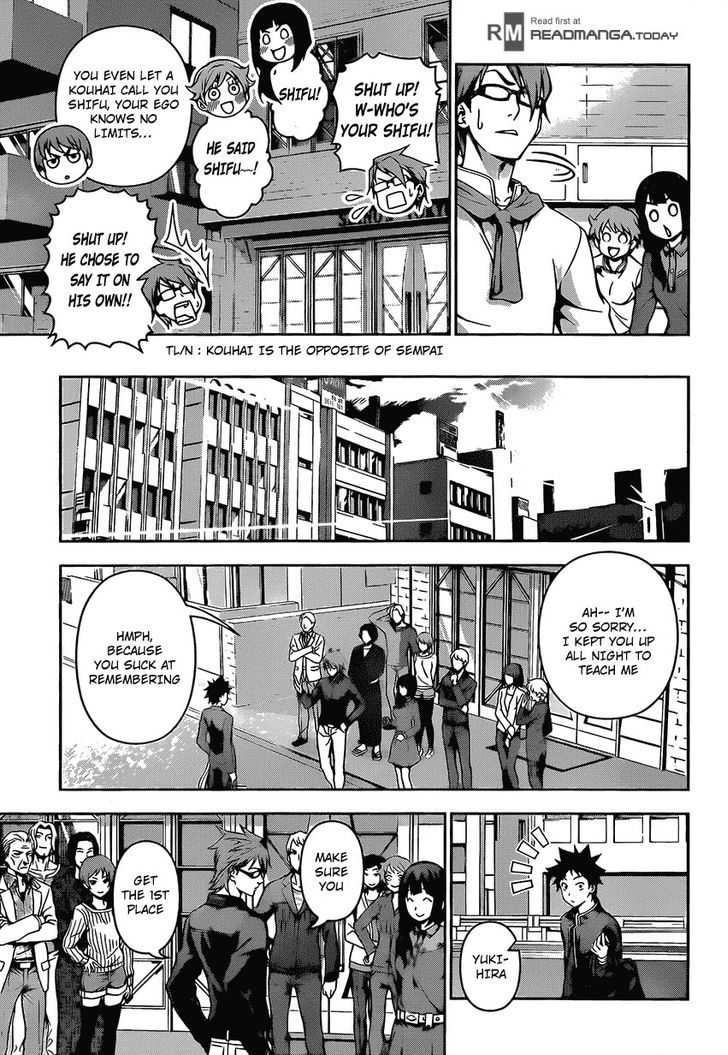 Read first at
RM READMANGA.TODAY
SHUT UP!
W-WHO'S
YOUR SHIFU!
SHIFU!
HE SAID
SHIFU~~!
YOU EVEN LET A
KOUHAI CALL YOU
SHIFU, YOUR EGO
KNOWS NO
LIMITS...
SHUT UP!
HE CHOSE TO
SAY IT ON
HIS OWN!!
TL/N : KOUHAI IS THE OPPOSITE OF SEMPAI
AH-- I'M
SO SORRY...
I KEPT YOU UP
ALL NIGHT TO
TEACH ME
HMPH,
BECAUSE
YOU SUCK AT
REMEMBERING
YUKI-
HIRA
MAKE
SURE YOU
GET THE
1ST
PLACE